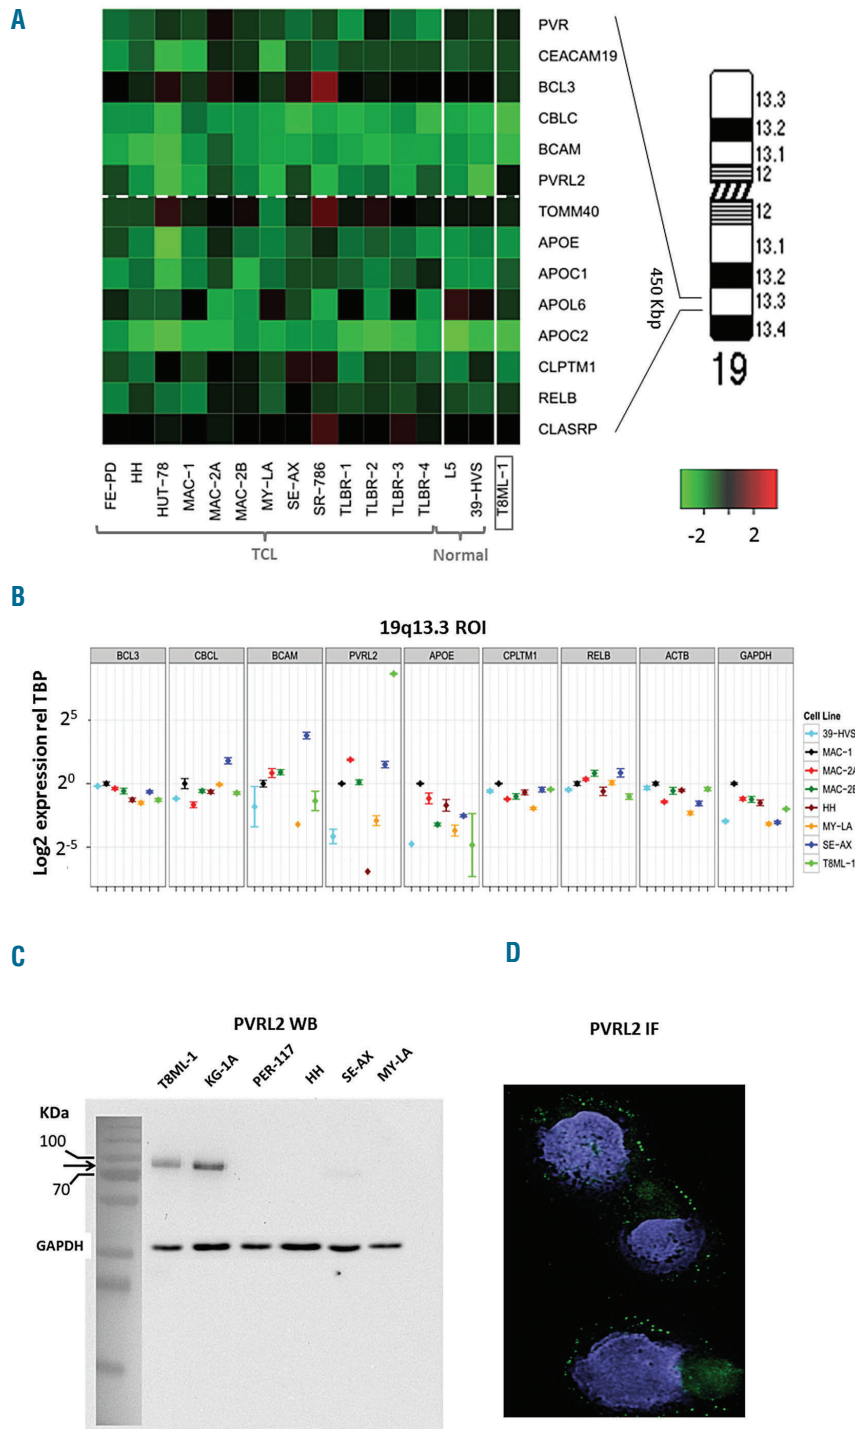 A
PVR
CEACAM19
BCL3
CBLC
BCAM
PVRL2
TOMM40
APOE
APOC1
APOL6
APOC2
CLPTM1
RELB
CLASRP
450 Kbp
13.3
13.2
13.1
12
12
13.1
13.2
13.3
13.4
19
FE-PD
HH
HUT-78
MAC-1
MAC-2A
MAC-2B
MY-LA
SE-AX
SR-786
TLBR-1
TLBR-2
TLBR-3
TLBR-4
L5
39-HVS
T8ML-1
TCL
Normal
-2 2
B
19q13.3 ROI
BCL3 CBCL BCAM PVRL2 APOE CPLTM1 RELB ACTB GAPDH
Log2 expression rel TBP
2^5
2^0
2^-5
Cell Line
39-HVS
MAC-1
MAC-2A
MAC-2B
HH
MY-LA
SE-AX
T8ML-1
C
PVRL2 WB
T8ML-1 KG-1A PER-117 HH SE-AX MY-LA
KDa
100
70
GAPDH
D
PVRL2 IF